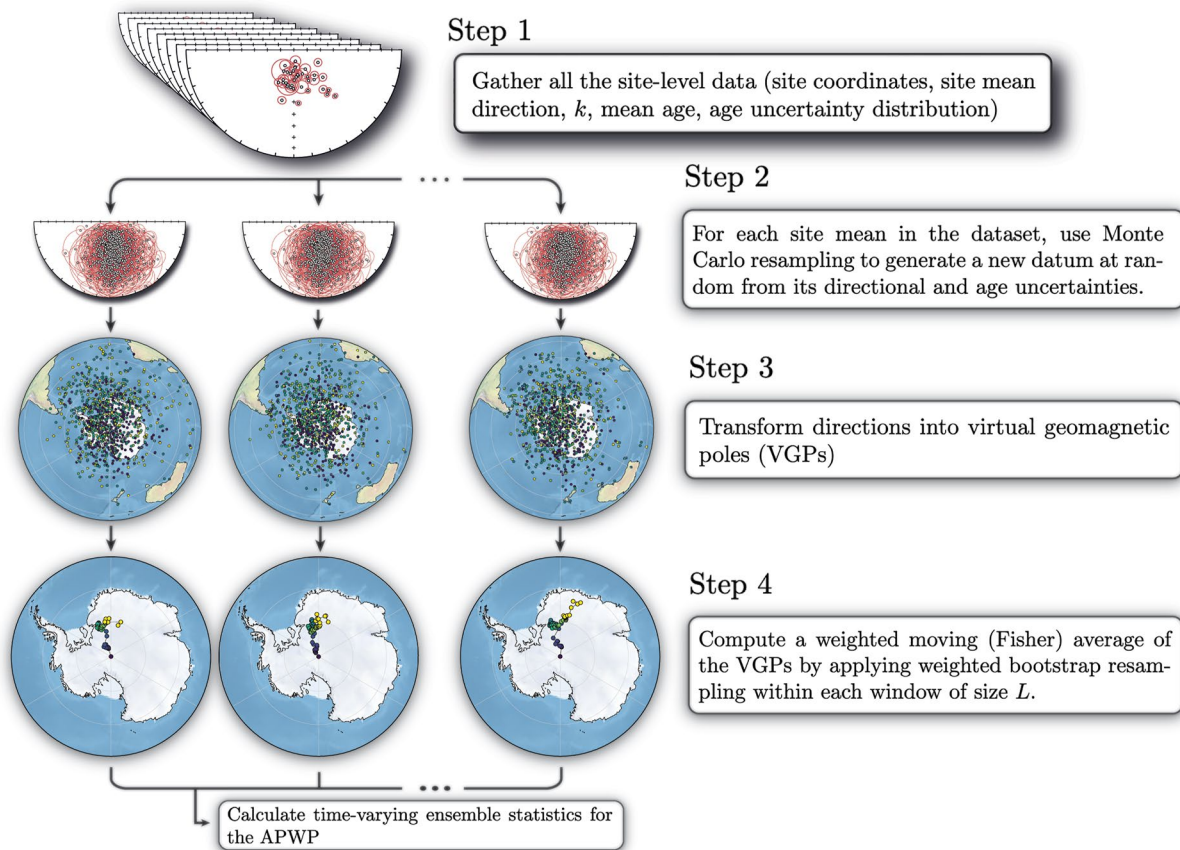 Step 1
Gather all the site-level data (site coordinates, site mean
direction, k, mean age, age uncertainty distribution)
Step 2
For each site mean in the dataset, use Monte
Carlo resampling to generate a new datum at ran-
dom from its directional and age uncertainties.
Step 3
Transform directions into virtual geomagnetic
poles (VGPs)
Step 4
Compute a weighted moving (Fisher) average of
the VGPs by applying weighted bootstrap resam-
pling within each window of size L.
Calculate time-varying ensemble statistics for
the APWP